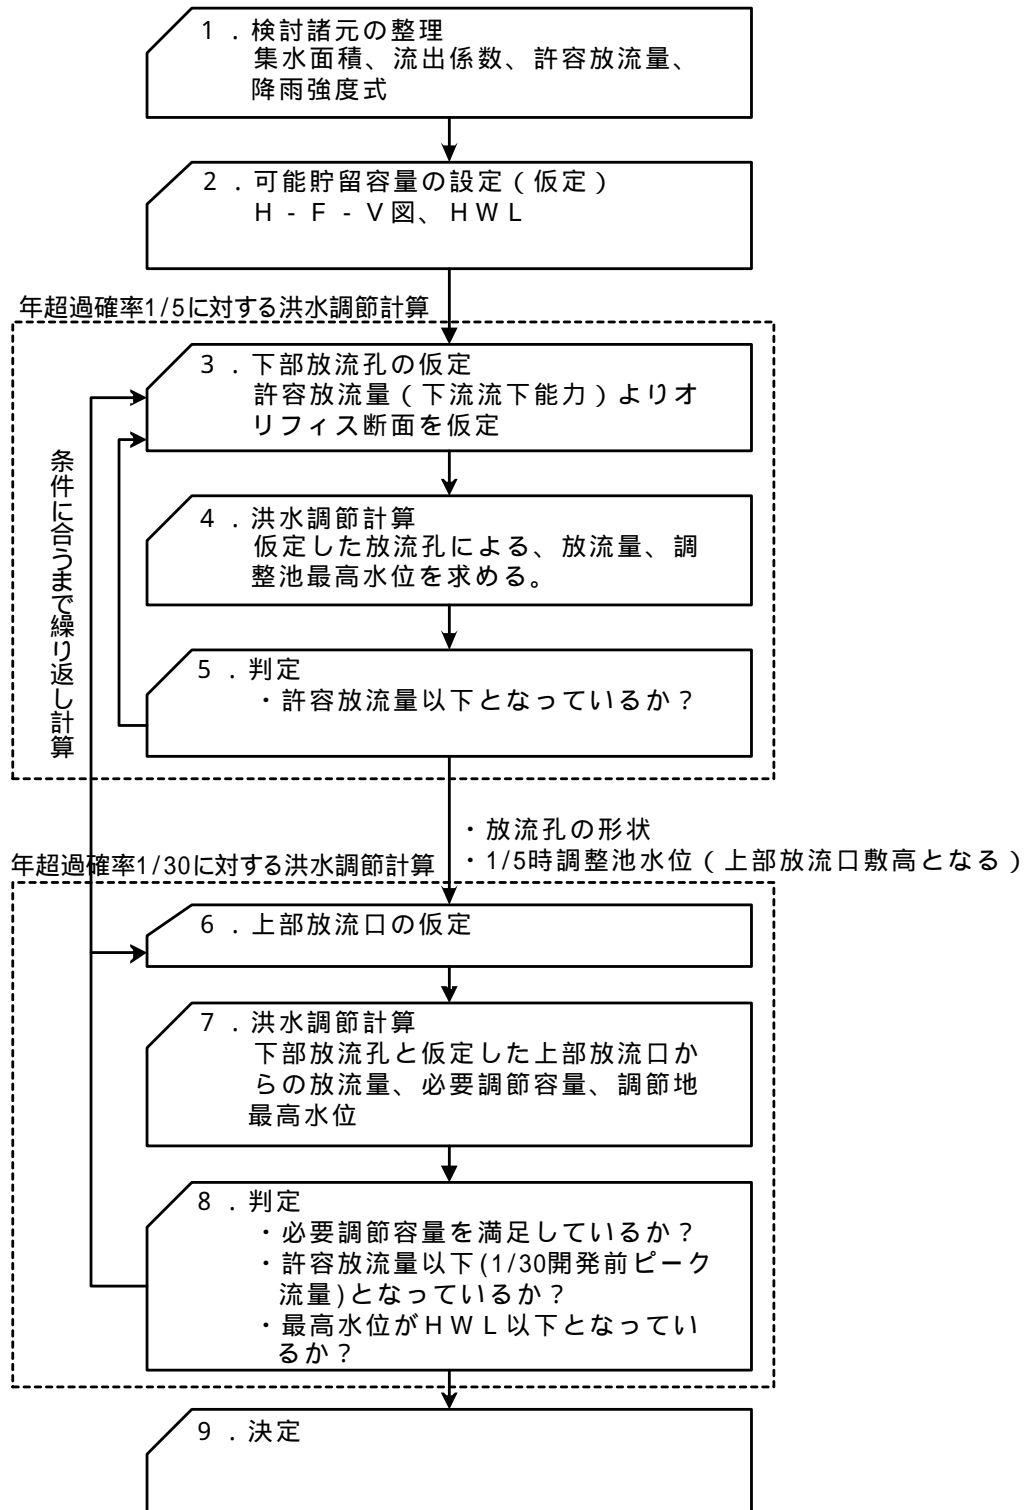 1．検討諸元の整理
集水面積、流出係数、許容放流量、
降雨強度式
2．可能貯留容量の設定（仮定）
H-F-V図、HWL
年超過確率1/5に対する洪水調節計算
3．下部放流孔の仮定
許容放流量（下流流下能力）よりオ
リフィス断面を仮定
条件に合うまで繰り返し計算
4．洪水調節計算
仮定した放流孔による、放流量、調
整池最高水位を求める。
5．判定
・許容放流量以下となっているか？
・放流孔の形状
・1/5時調整池水位（上部放流口敷高となる）
年超過確率1/30に対する洪水調節計算
6．上部放流口の仮定
7．洪水調節計算
下部放流孔と仮定した上部放流口か
らの放流量、必要調節容量、調節地
最高水位
8．判定
・必要調節容量を満足しているか？
・許容放流量以下(1/30開発前ピーク
流量)となっているか？
・最高水位がHWL以下となってい
るか？
9．決定